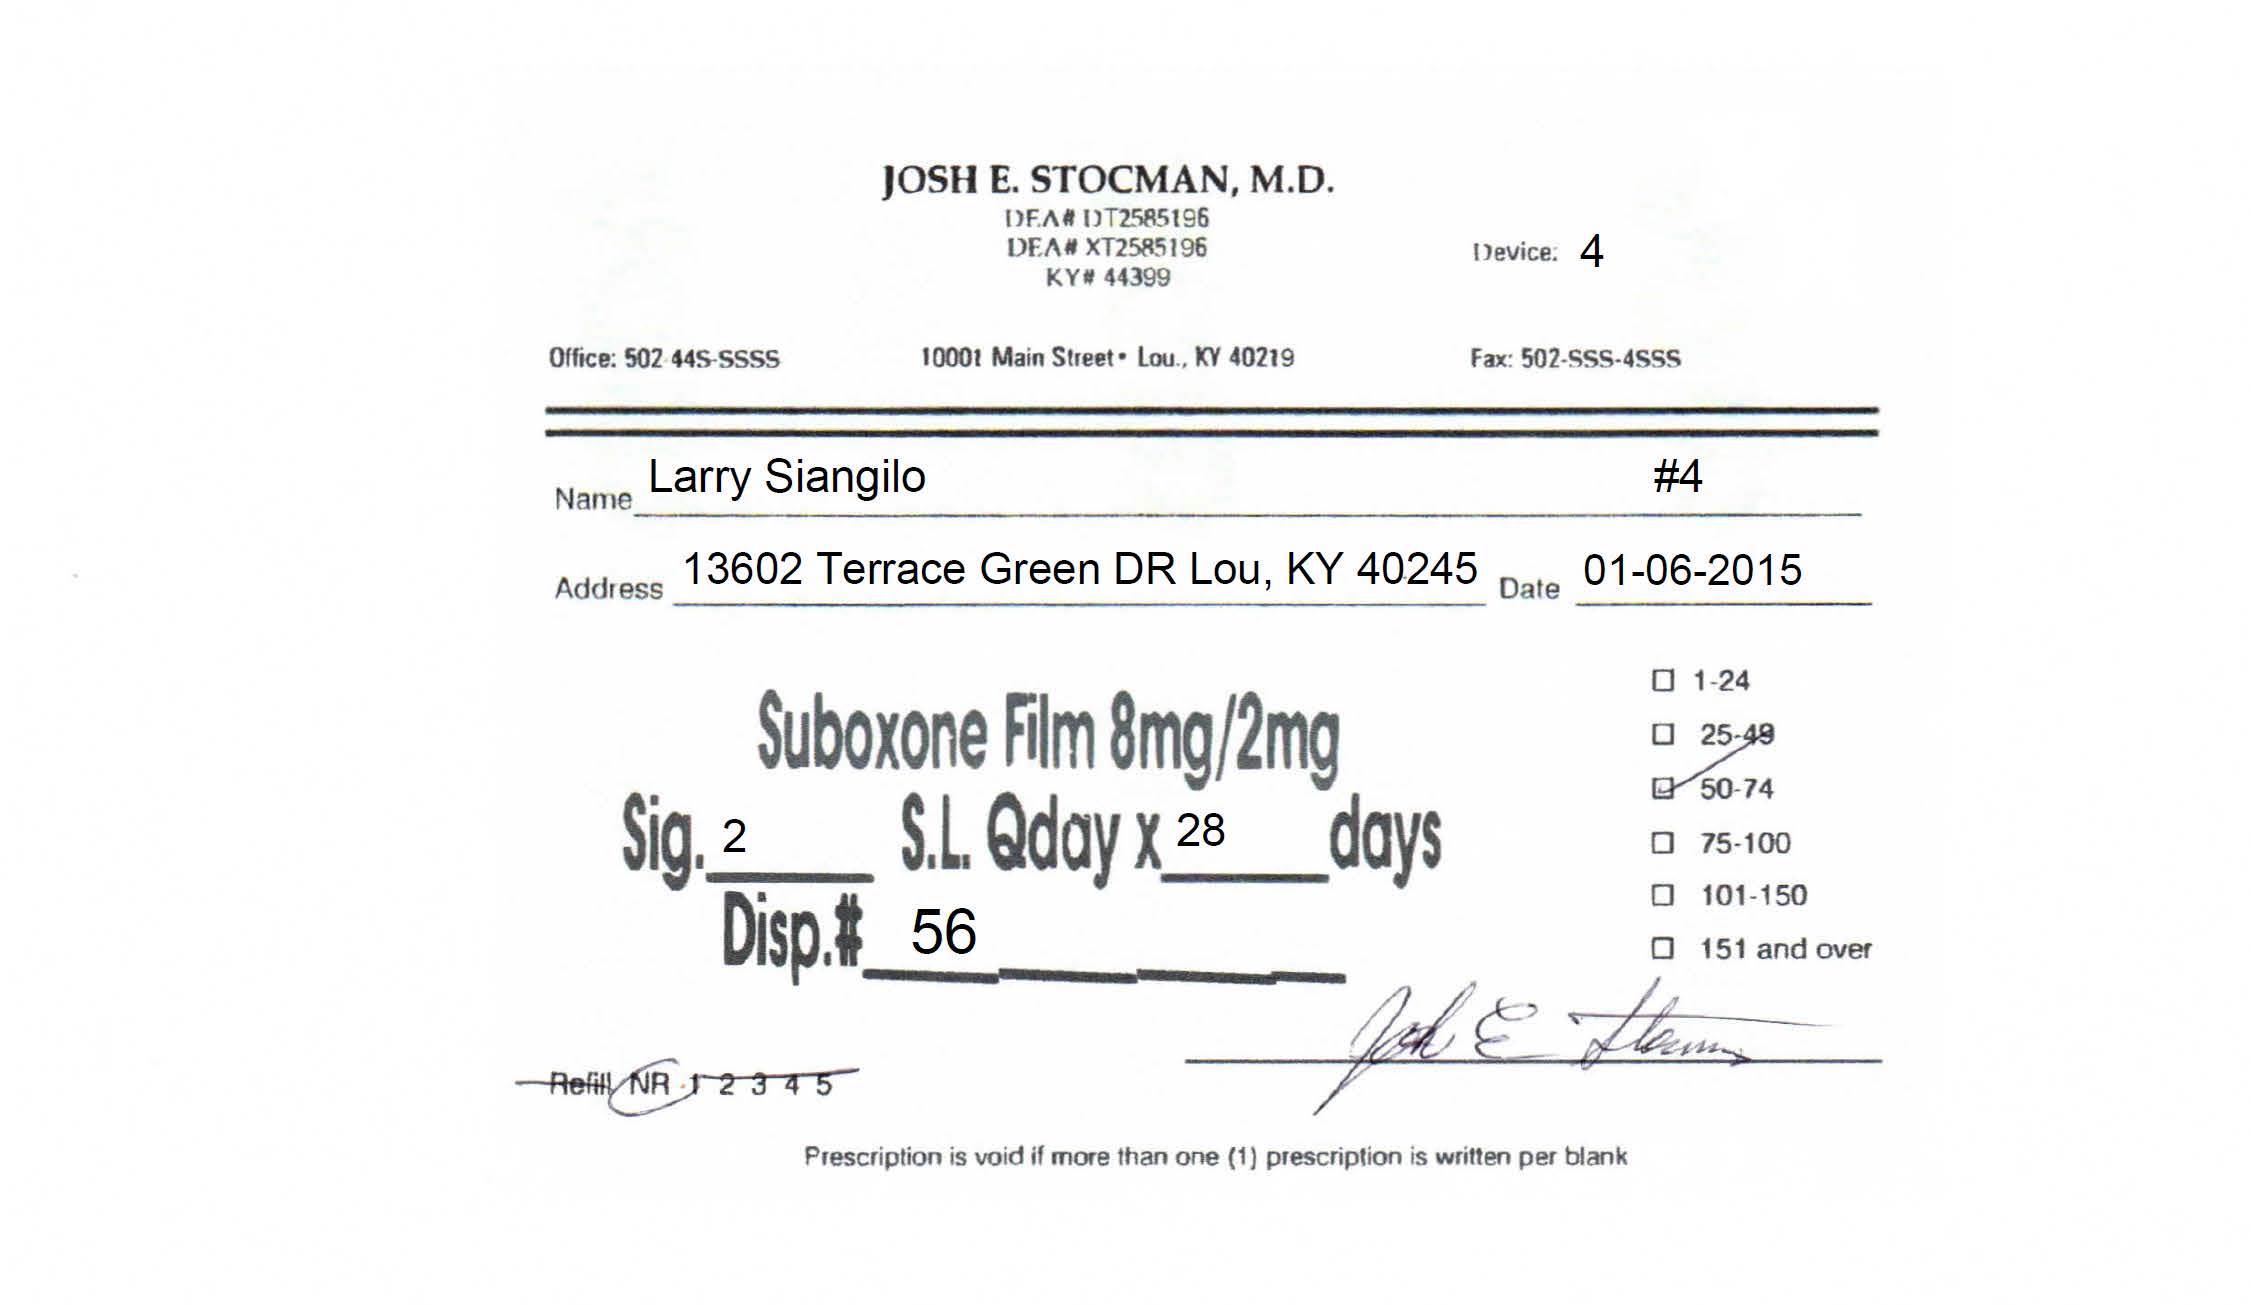 JOSH E. STOCMAN, M.D.
DEA# DT2585196
DEA# XT2585196
KY# 44399
Device: 4
Office: 502 44S-SSSS 10001 Main Street • Lou., KY 40219 Fax: 502-SSS-4SSS
Name Larry Siangilo #4
Address 13602 Terrace Green DR Lou, KY 40245 Date 01-06-2015
1-24
25-49
50-74
75-100
101-150
151 and over
Suboxone Film 8mg/2mg
Sig. 2 S.L. Qday x 28 days
Disp.# 56
Josh E Stocman
Refill NR 1 2 3 4 5
Prescription is void if more than one (1) prescription is written per blank